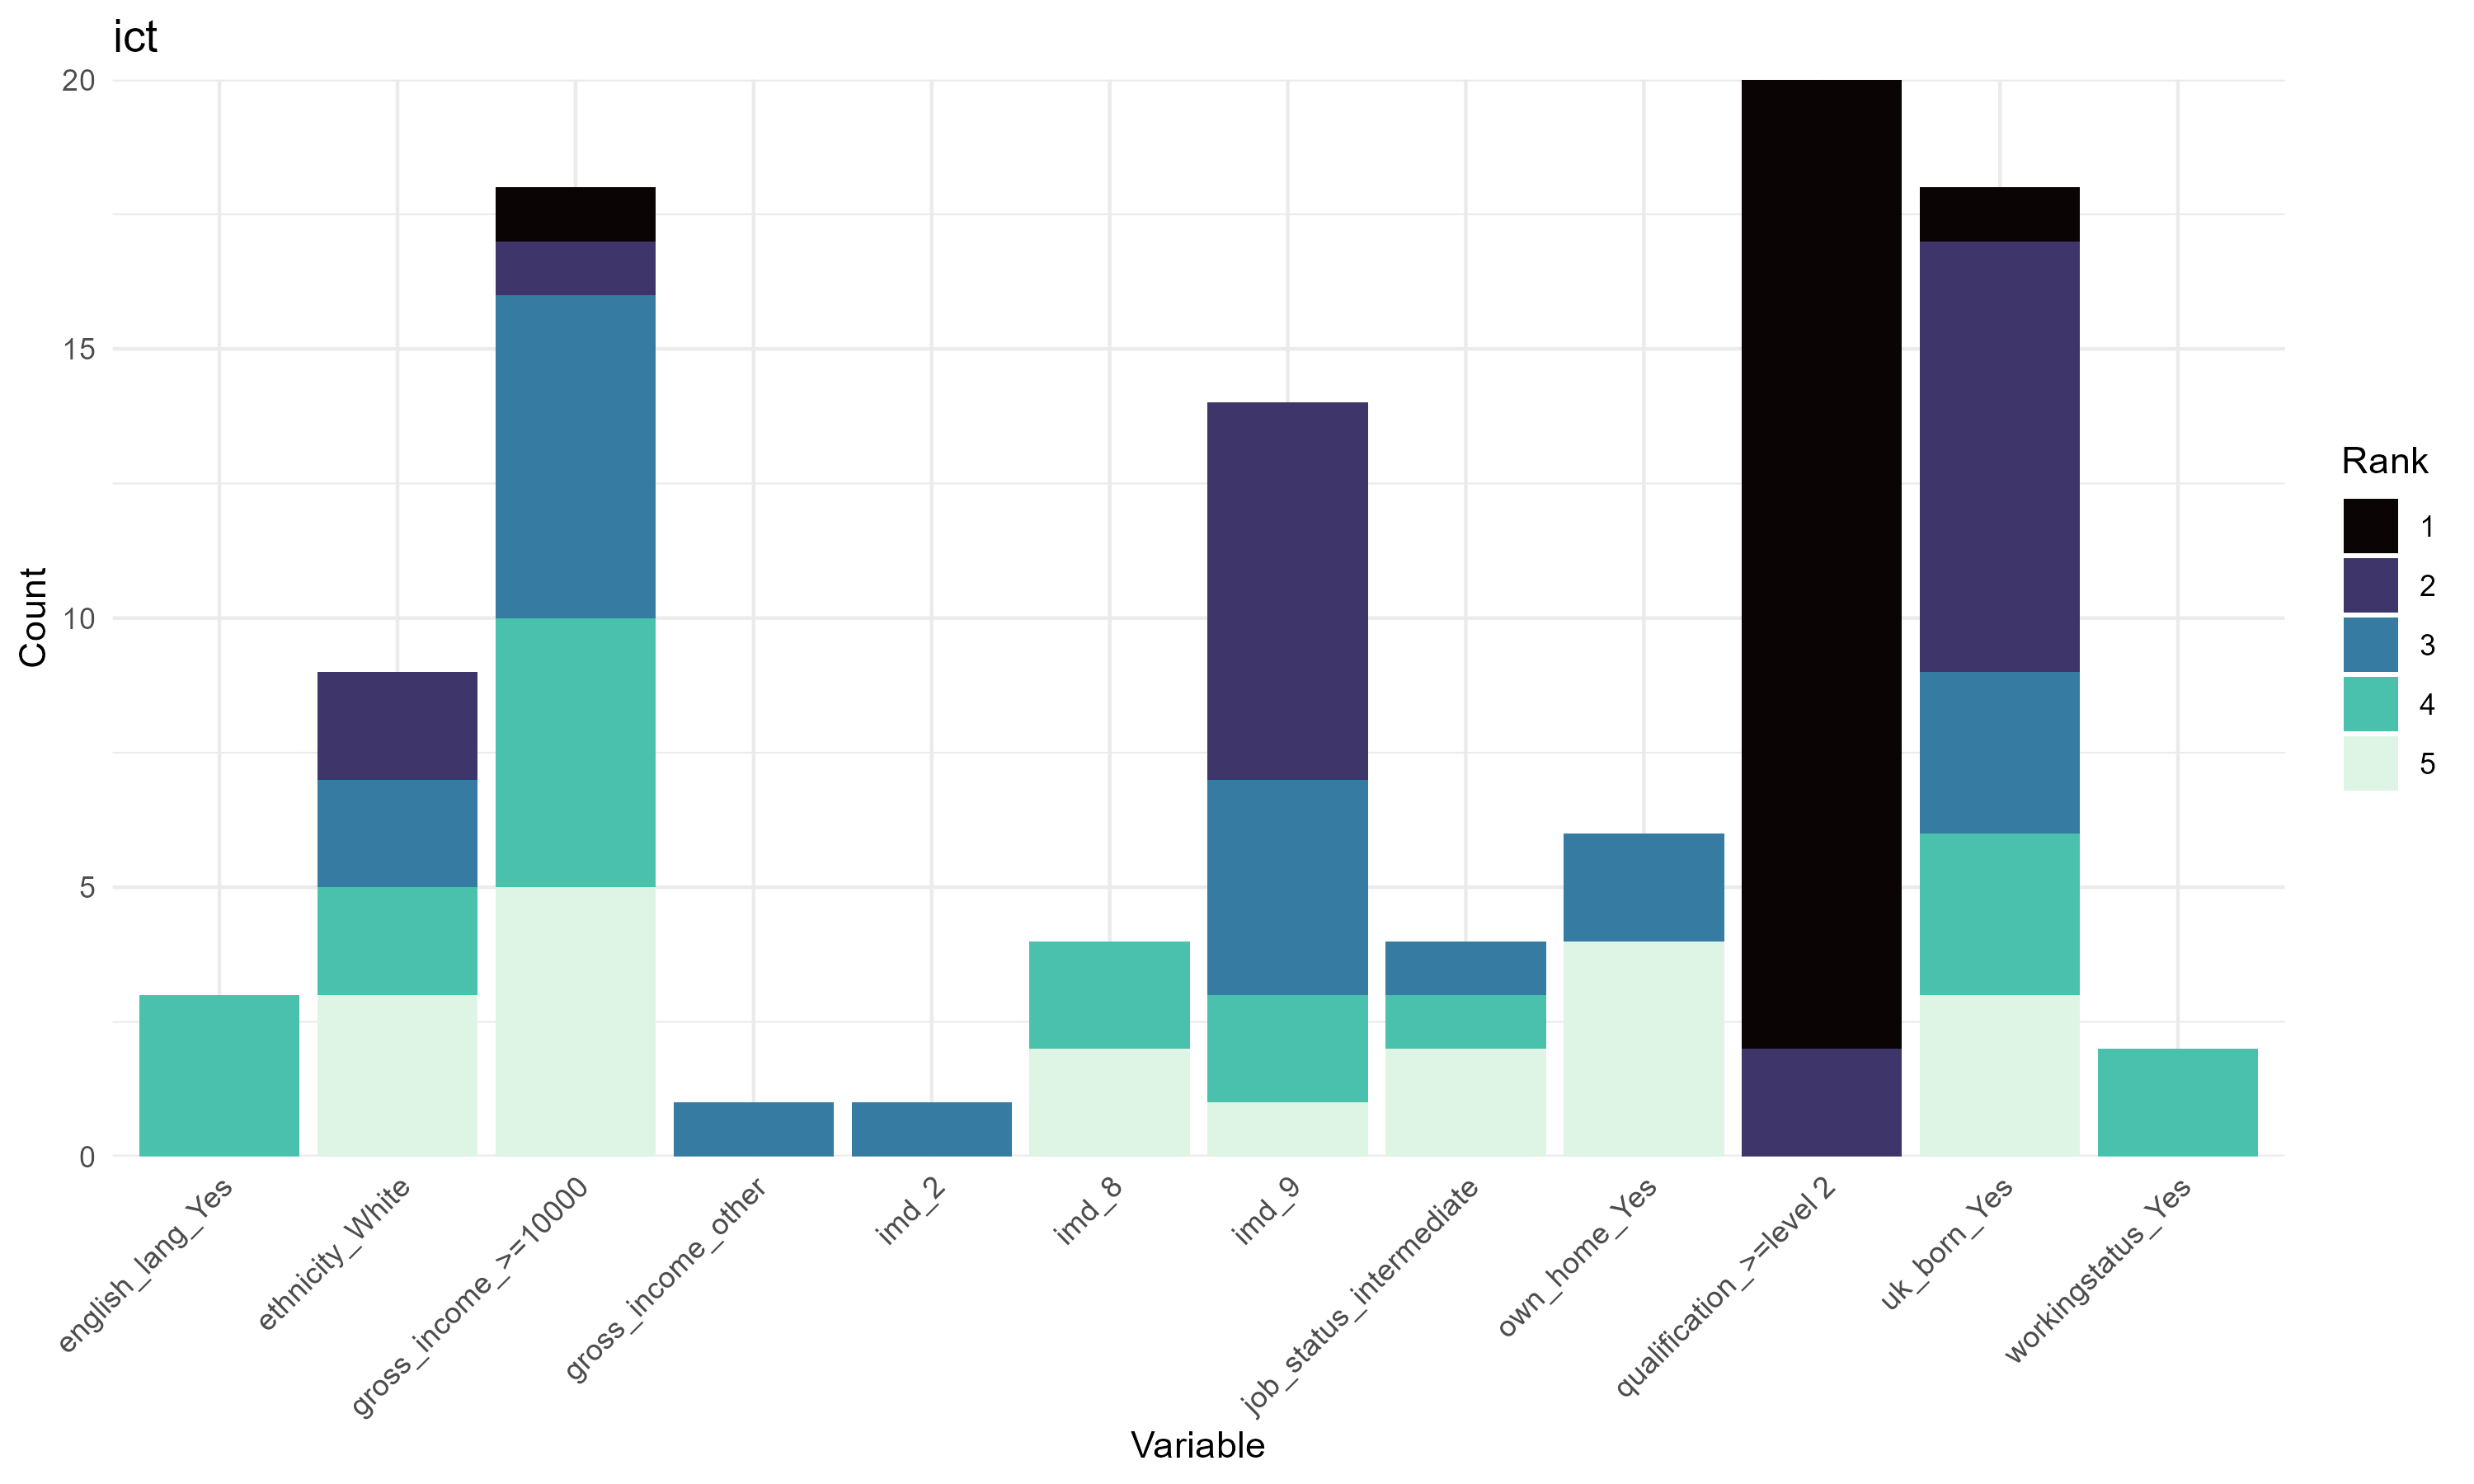 ict
20
15
10
5
0
Count
english_lang_Yes
ethnicity_White
gross_income_>=10000
gross_income_other
imd_2
imd_8
imd_9
job_status_intermediate
own_home_Yes
qualification_>=level 2
uk_born_Yes
workingstatus_Yes
Variable
Rank
1
2
3
4
5